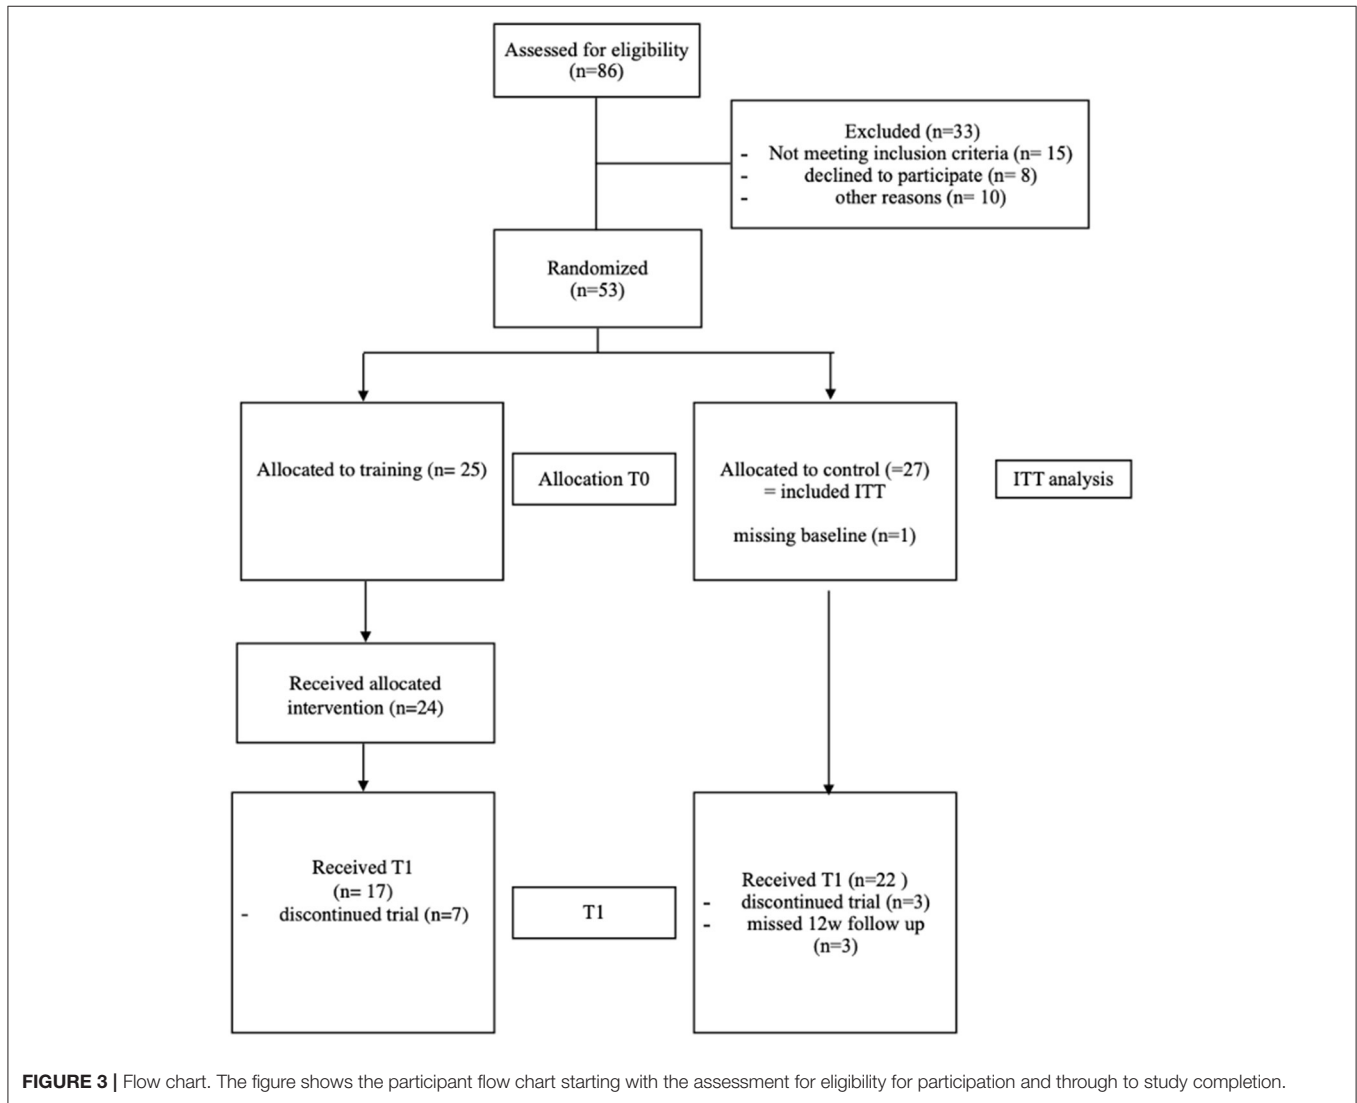 Assessed for eligibility
(n=86)
Excluded (n=33)
- Not meeting inclusion criteria (n= 15)
- declined to participate (n= 8)
- other reasons (n= 10)
Randomized
(n=53)
Allocated to training (n= 25)
Allocation T0
Allocated to control (=27)
= included ITT
missing baseline (n=1)
ITT analysis
Received allocated
intervention (n=24)
Received T1
(n= 17)
- discontinued trial (n=7)
T1
Received T1 (n=22 )
- discontinued trial (n=3)
- missed 12w follow up
(n=3)
FIGURE 3 | Flow chart. The figure shows the participant flow chart starting with the assessment for eligibility for participation and through to study completion.